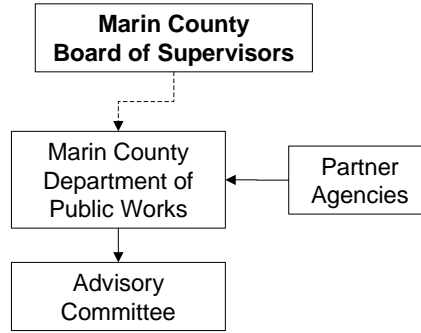 Marin County
Board of Supervisors
Marin County
Department of
Public Works
Partner
Agencies
Advisory
Committee